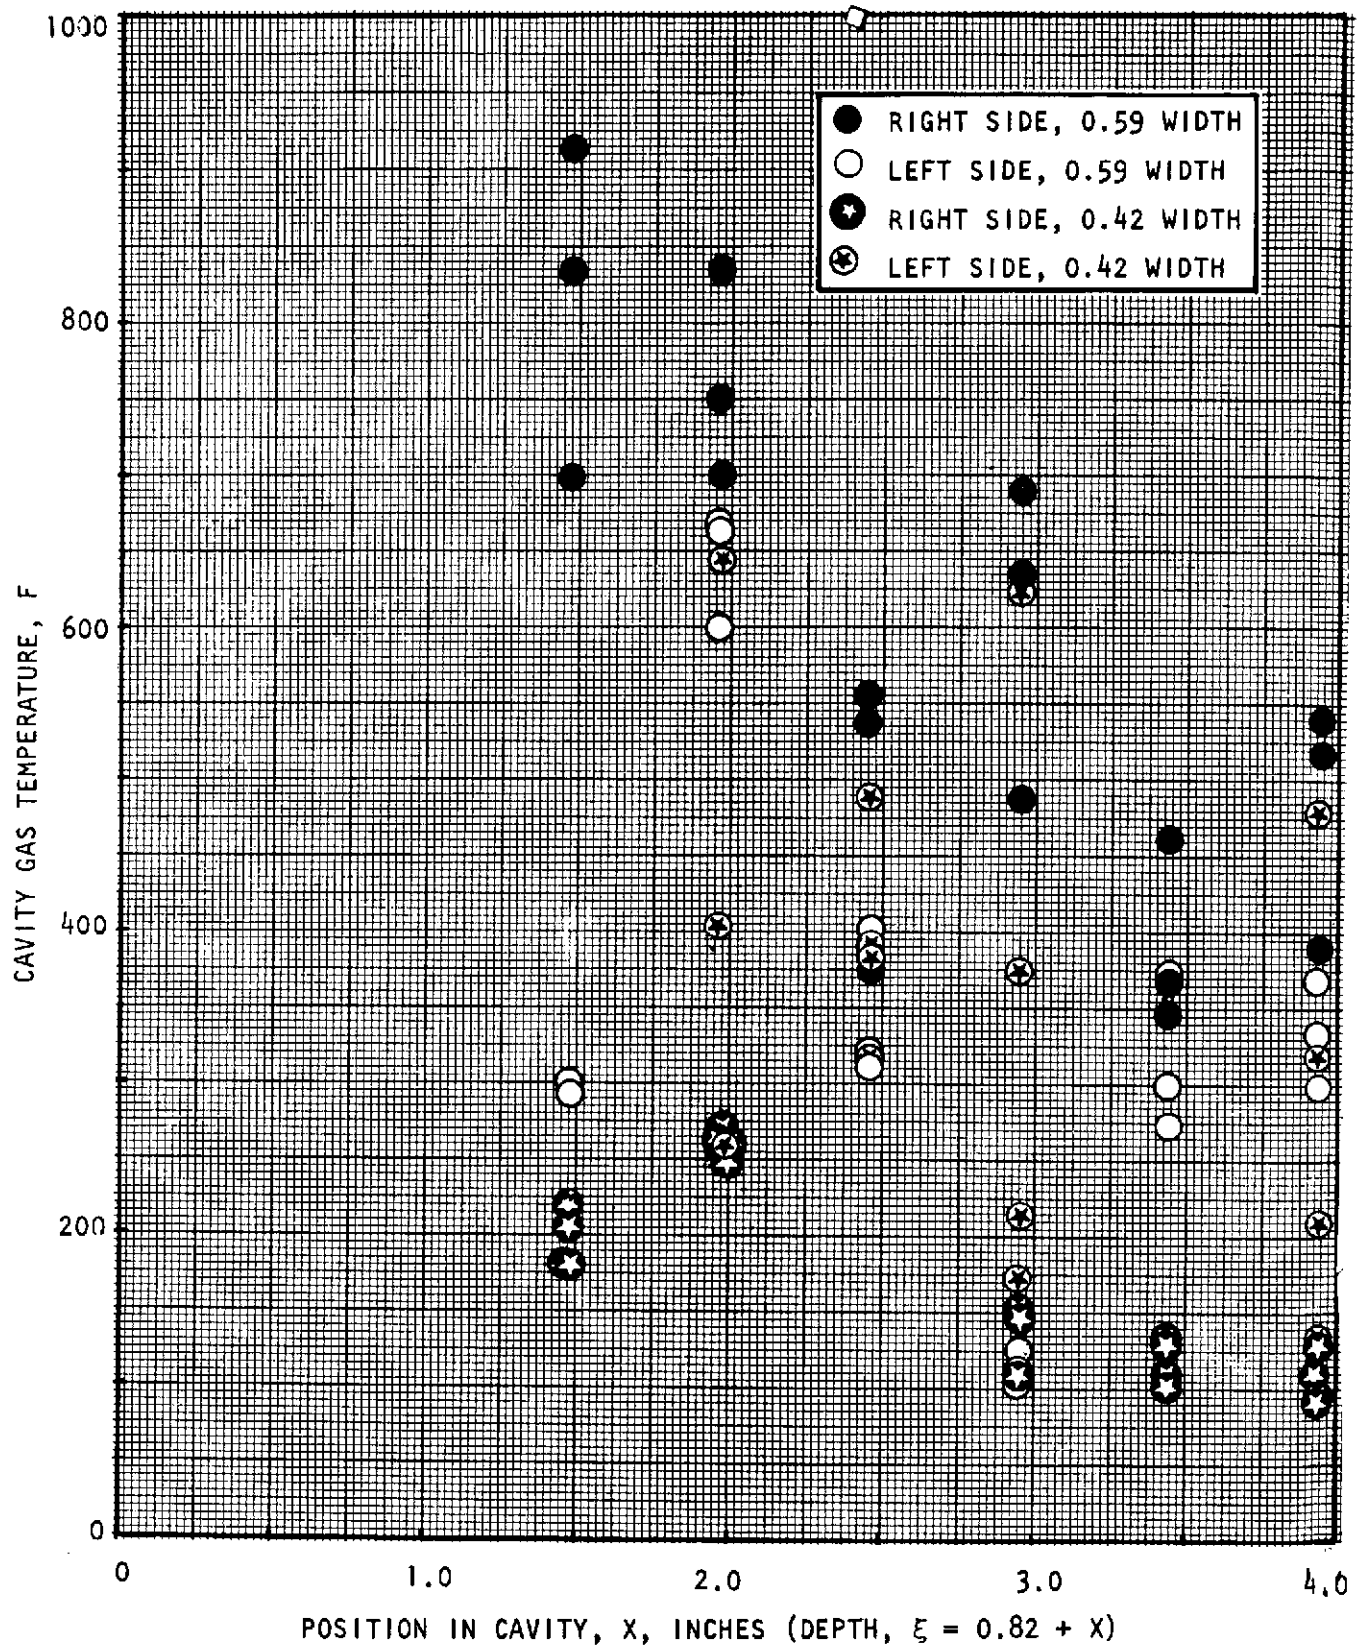 1000
RIGHT SIDE, 0.59 WIDTH
LEFT SIDE, 0.59 WIDTH
RIGHT SIDE, 0.42 WIDTH
LEFT SIDE, 0.42 WIDTH
800
600
400
200
0
CAVITY GAS TEMPERATURE, F
0 1.0 2.0 3.0 4.0
POSITION IN CAVITY, X, INCHES (DEPTH, ξ = 0.82 + X)